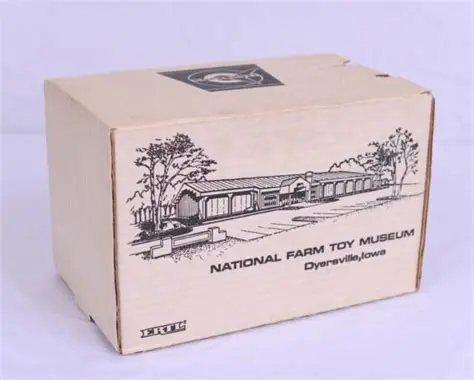 NATIONAL FARM TOY MUSEUM
Dyersville,Iowa
ERTL